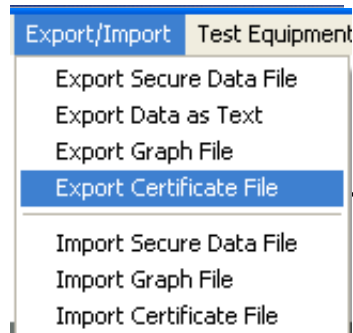 Export/Import Test Equipment
Export Secure Data File
Export Data as Text
Export Graph File
Export Certificate File
Import Secure Data File
Import Graph File
Import Certificate File